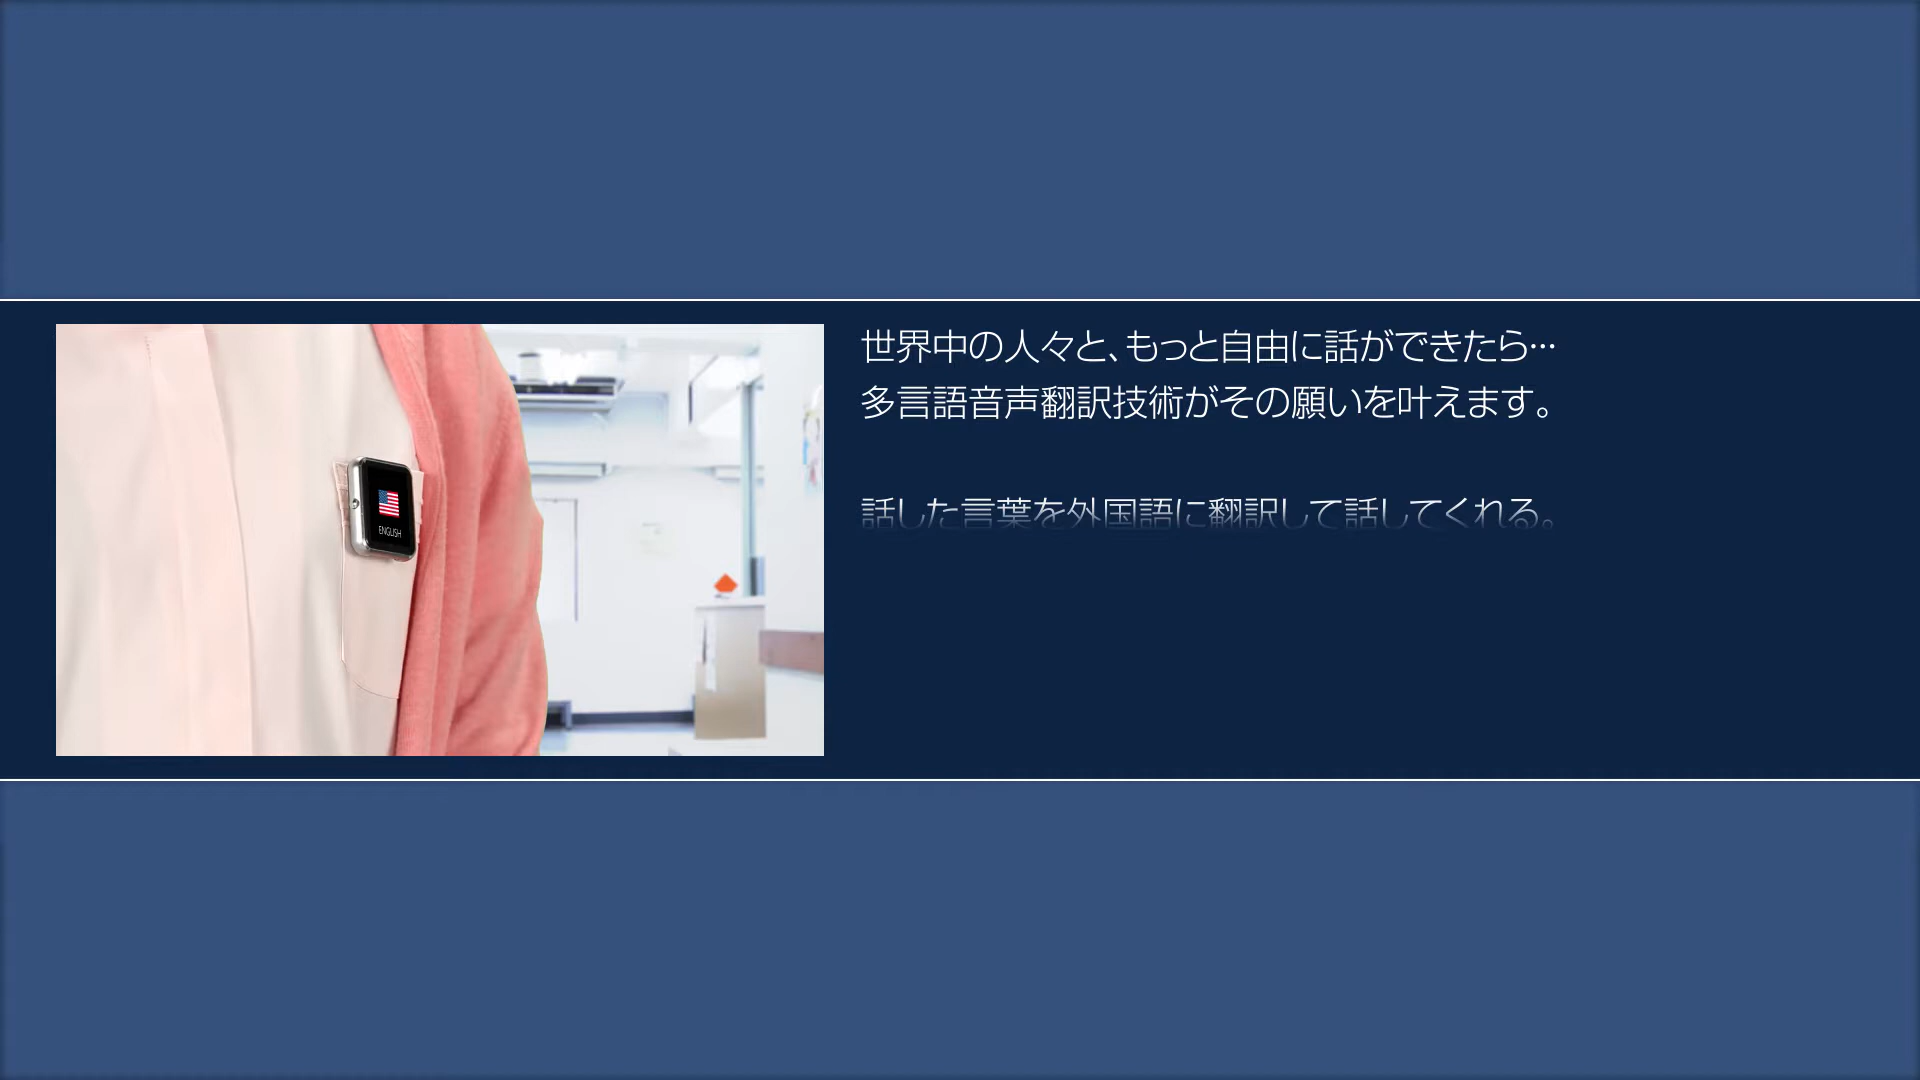 世界中の人々と、もっと自由に話ができたら…
多言語音声翻訳技術がその願いを叶えます。
話した言葉を外国語に翻訳して話してくれる。
ENGLISH